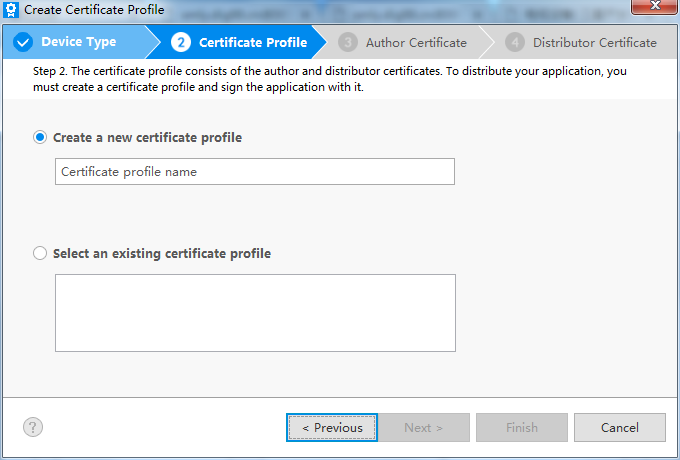 Create Certificate Profile
Device Type
2 Certificate Profile
3 Author Certificate
4 Distributor Certificate
Step 2. The certificate profile consists of the author and distributor certificates. To distribute your application, you
must create a certificate profile and sign the application with it.
Create a new certificate profile
Certificate profile name
Select an existing certificate profile
?
< Previous
Next >
Finish
Cancel